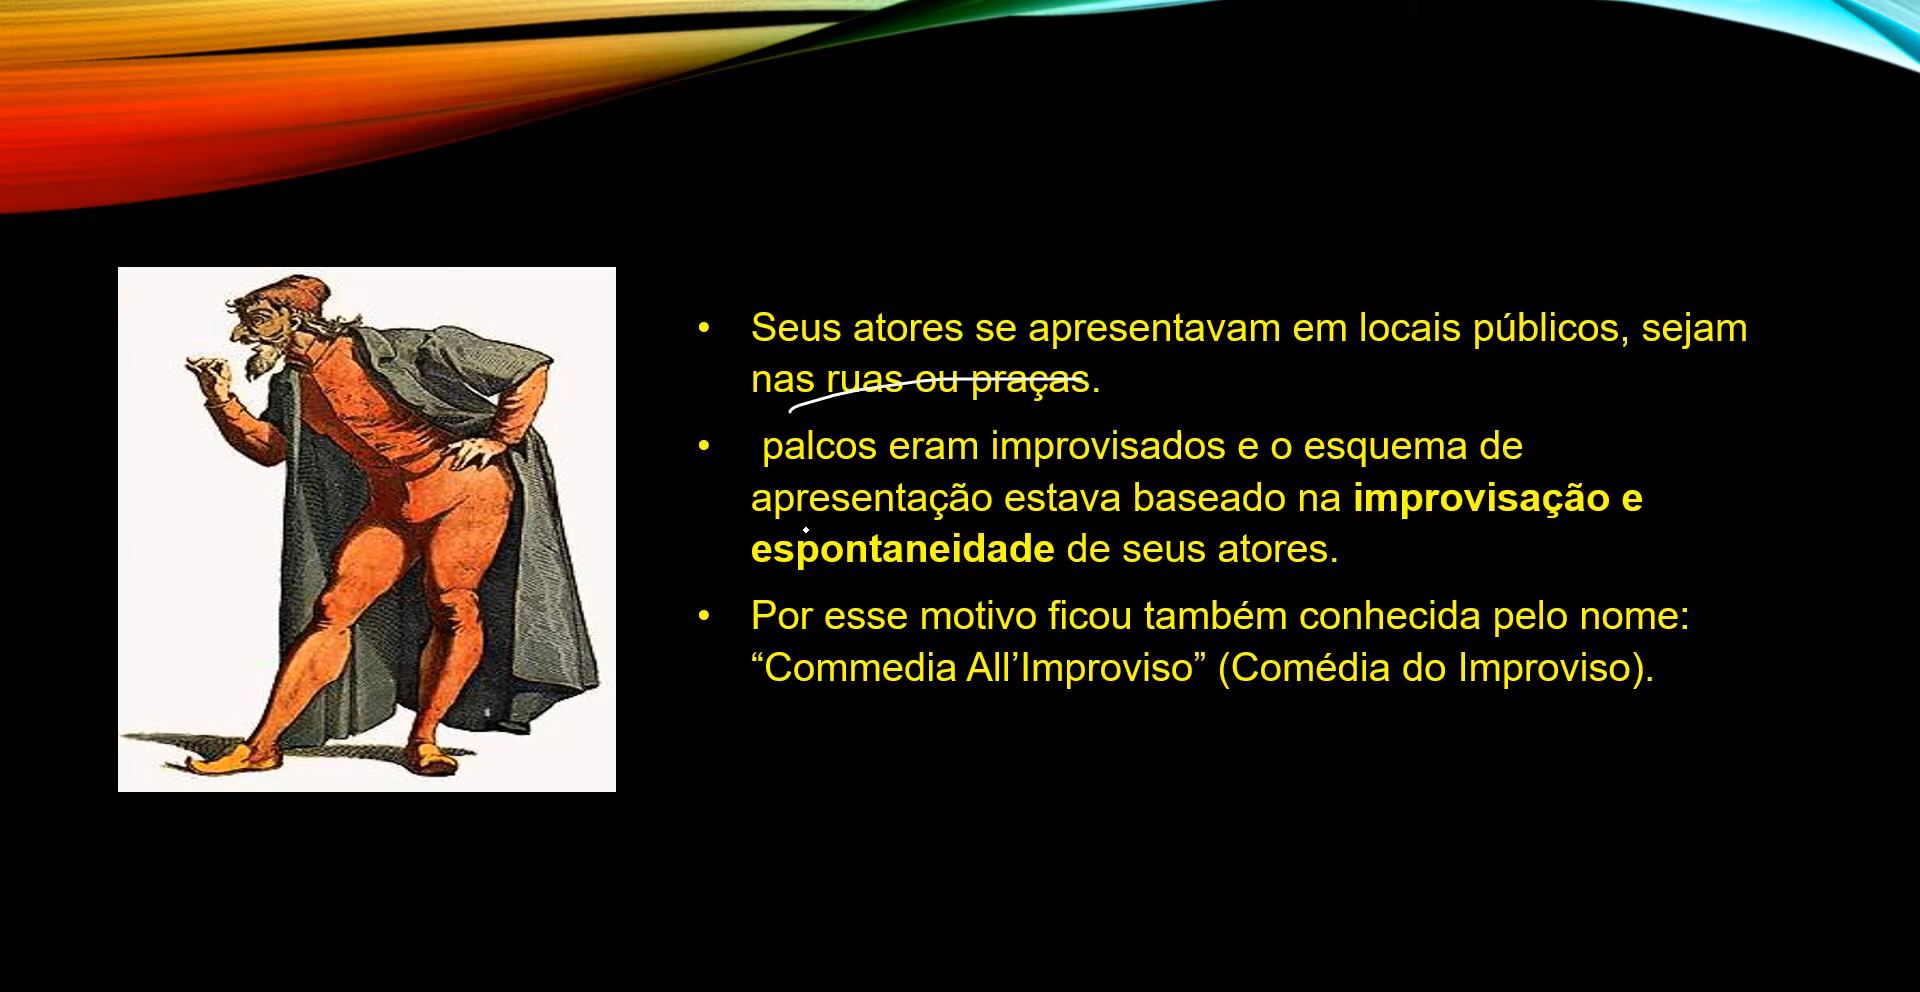 • Seus atores se apresentavam em locais públicos, sejam
nas ruas ou praças.
• palcos eram improvisados e o esquema de
apresentação estava baseado na improvisação e
espontaneidade de seus atores.
• Por esse motivo ficou também conhecida pelo nome:
“Commedia All’Improviso” (Comédia do Improviso).